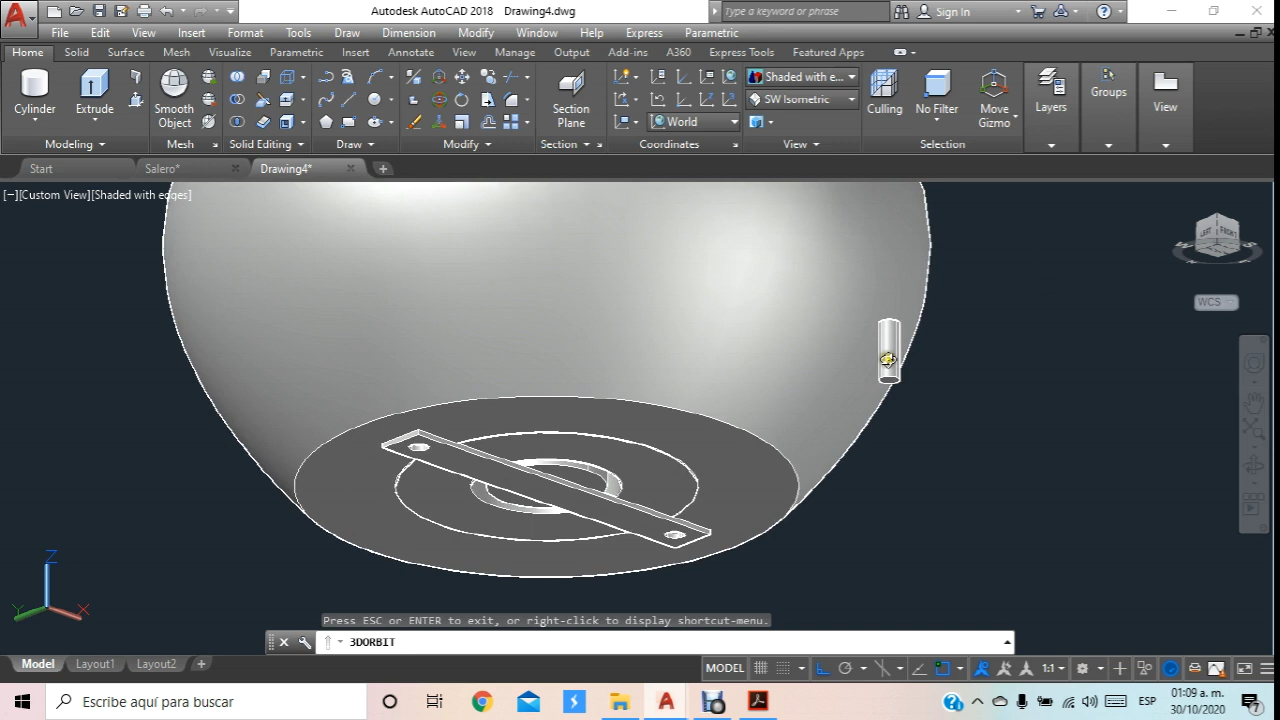 Autodesk AutoCAD 2018 Drawing4.dwg
Type a keyword or phrase
Sign In
File Edit View Insert Format Tools Draw Dimension Modify Window Help Express Parametric
Home Solid Surface Mesh Visualize Parametric Insert Annotate View Manage Output Add-ins A360 Express Tools Featured Apps
Shaded with e...
SW Isometric
World
Cylinder Extrude Smooth Object Section Plane Culling No Filter Move Gizmo Layers Groups View
Modeling Mesh Solid Editing Draw Modify Section Coordinates View Selection
Start Salero* Drawing4*
[−][Custom View][Shaded with edges]
LEFT FRONT
WCS
Z
Y X
Press ESC or ENTER to exit, or right-click to display shortcut-menu.
3DORBIT
Model Layout1 Layout2
MODEL 1:1
Escribe aquí para buscar
ESP
01:09 a. m.
30/10/2020
7